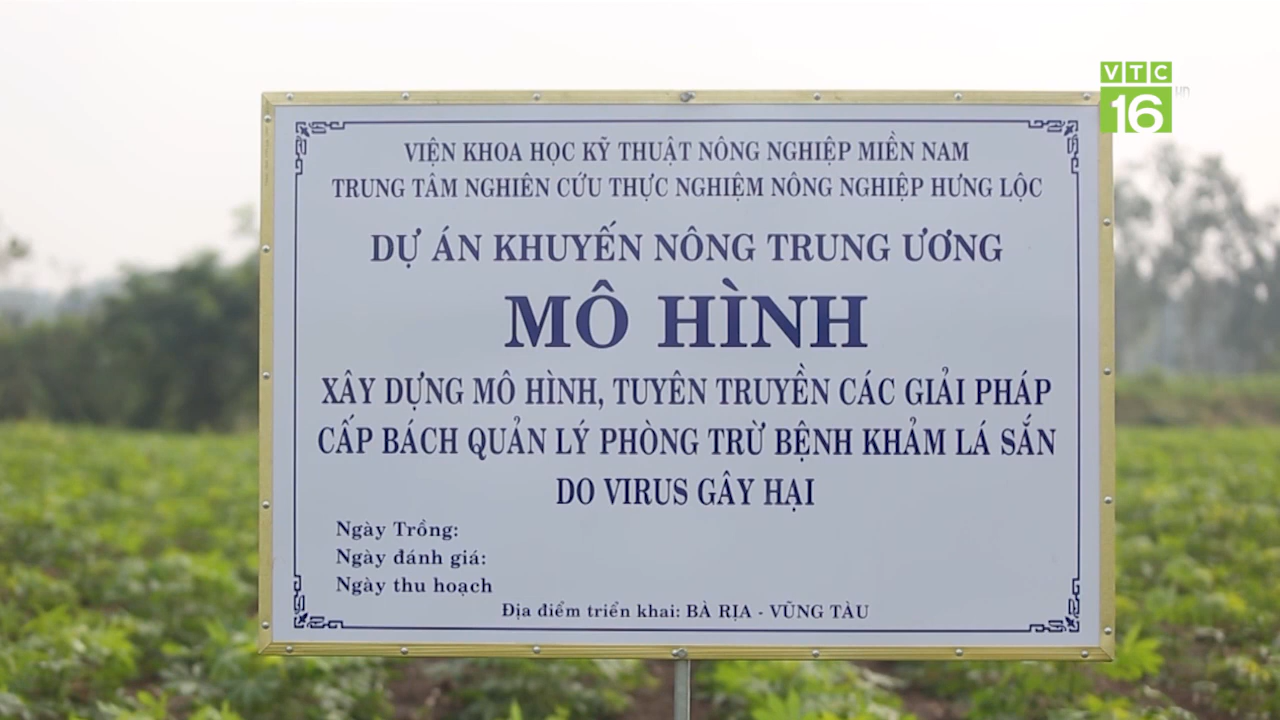 VTC
16
VIỆN KHOA HỌC KỸ THUẬT NÔNG NGHIỆP MIỀN NAM
TRUNG TÂM NGHIÊN CỨU THỰC NGHIỆM NÔNG NGHIỆP HƯNG LỘC
DỰ ÁN KHUYẾN NÔNG TRUNG ƯƠNG
MÔ HÌNH
XÂY DỰNG MÔ HÌNH, TUYÊN TRUYỀN CÁC GIẢI PHÁP
CẤP BÁCH QUẢN LÝ PHÒNG TRỪ BỆNH KHẢM LÁ SẮN
DO VIRUS GÂY HẠI
Ngày Trồng:
Ngày đánh giá:
Ngày thu hoạch
Địa điểm triển khai: BÀ RỊA - VŨNG TÀU